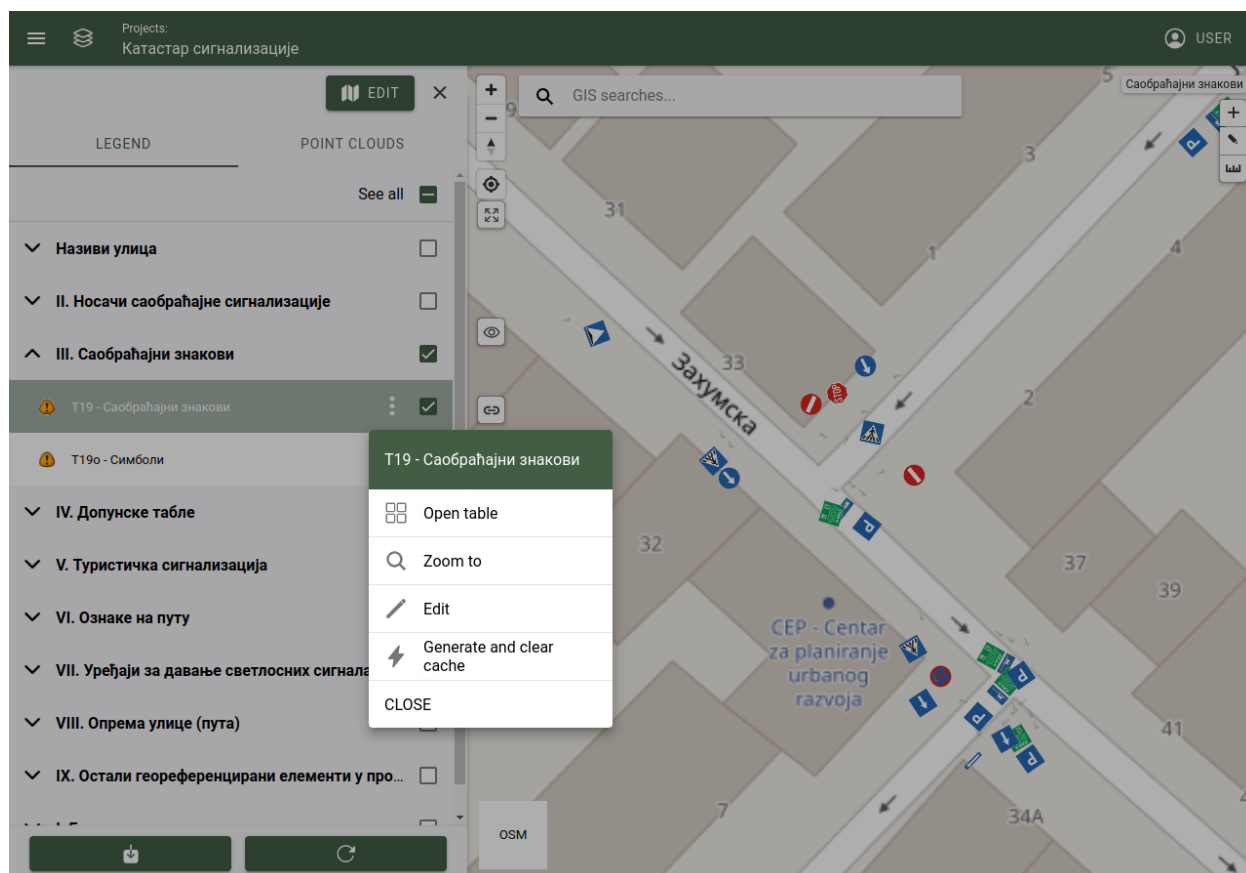 Projects:
Катастар сигнализације
USER
EDIT
LEGEND
POINT CLOUDS
See all
Називи улица
II. Носачи саобраћајне сигнализације
III. Саобраћајни знакови
T19 - Саобраћајни знакови
T19o - Симболи
IV. Допунске табле
V. Туристичка сигнализација
VI. Ознаке на путу
VII. Уређаји за давање светлосних сигнала
VIII. Опрема улице (пута)
IX. Остали геореференцирани елементи у про...
T19 - Саобраћајни знакови
Open table
Zoom to
Edit
Generate and clear
cache
CLOSE
GIS searches...
Саобраћајни знакови
9
5
3
31
1
4
33
Захумска
STOP
2
32
37
39
CEP - Centar
za planiranje
urbanog
razvoja
41
7
34A
OSM